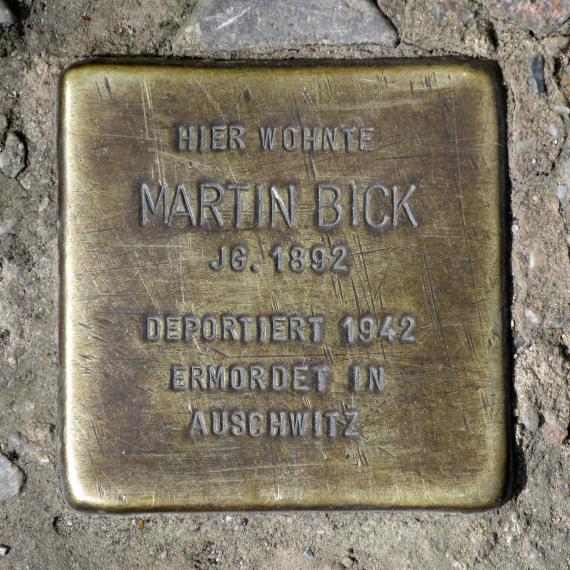 HIER WOHNTE
MARTIN BICK
JG. 1892
DEPORTIERT 1942
ERMORDET IN
AUSCHWITZ